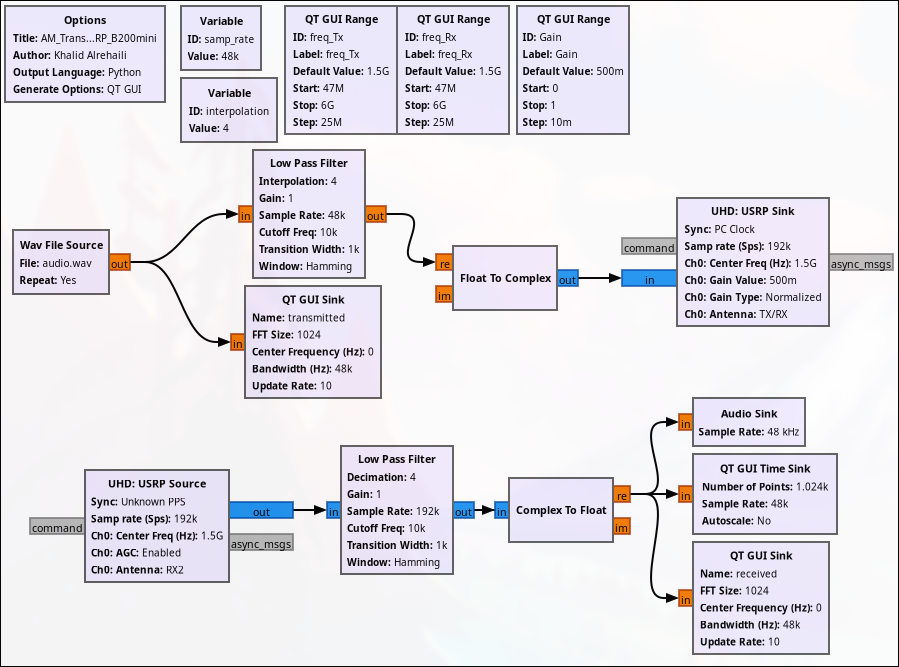 Options
Title: AM_Trans...RP_B200mini
Author: Khalid Alrehaili
Output Language: Python
Generate Options: QT GUI
Variable
ID: samp_rate
Value: 48k
Variable
ID: interpolation
Value: 4
QT GUI Range
ID: freq_Tx
Label: freq_Tx
Default Value: 1.5G
Start: 47M
Stop: 6G
Step: 25M
QT GUI Range
ID: freq_Rx
Label: freq_Rx
Default Value: 1.5G
Start: 47M
Stop: 6G
Step: 25M
QT GUI Range
ID: Gain
Label: Gain
Default Value: 500m
Start: 0
Stop: 1
Step: 10m
Wav File Source
File: audio.wav
Repeat: Yes
out
in
Low Pass Filter
Interpolation: 4
Gain: 1
Sample Rate: 48k
Cutoff Freq: 10k
Transition Width: 1k
Window: Hamming
out
in
QT GUI Sink
Name: transmitted
FFT Size: 1024
Center Frequency (Hz): 0
Bandwidth (Hz): 48k
Update Rate: 10
re
im
Float To Complex
out
command
in
UHD: USRP Sink
Sync: PC Clock
Samp rate (Sps): 192k
Ch0: Center Freq (Hz): 1.5G
Ch0: Gain Value: 500m
Ch0: Gain Type: Normalized
Ch0: Antenna: TX/RX
async_msgs
command
UHD: USRP Source
Sync: Unknown PPS
Samp rate (Sps): 192k
Ch0: Center Freq (Hz): 1.5G
Ch0: AGC: Enabled
Ch0: Antenna: RX2
out
async_msgs
in
Low Pass Filter
Decimation: 4
Gain: 1
Sample Rate: 192k
Cutoff Freq: 10k
Transition Width: 1k
Window: Hamming
out
in
Complex To Float
re
im
in
Audio Sink
Sample Rate: 48 kHz
in
QT GUI Time Sink
Number of Points: 1.024k
Sample Rate: 48k
Autoscale: No
in
QT GUI Sink
Name: received
FFT Size: 1024
Center Frequency (Hz): 0
Bandwidth (Hz): 48k
Update Rate: 10